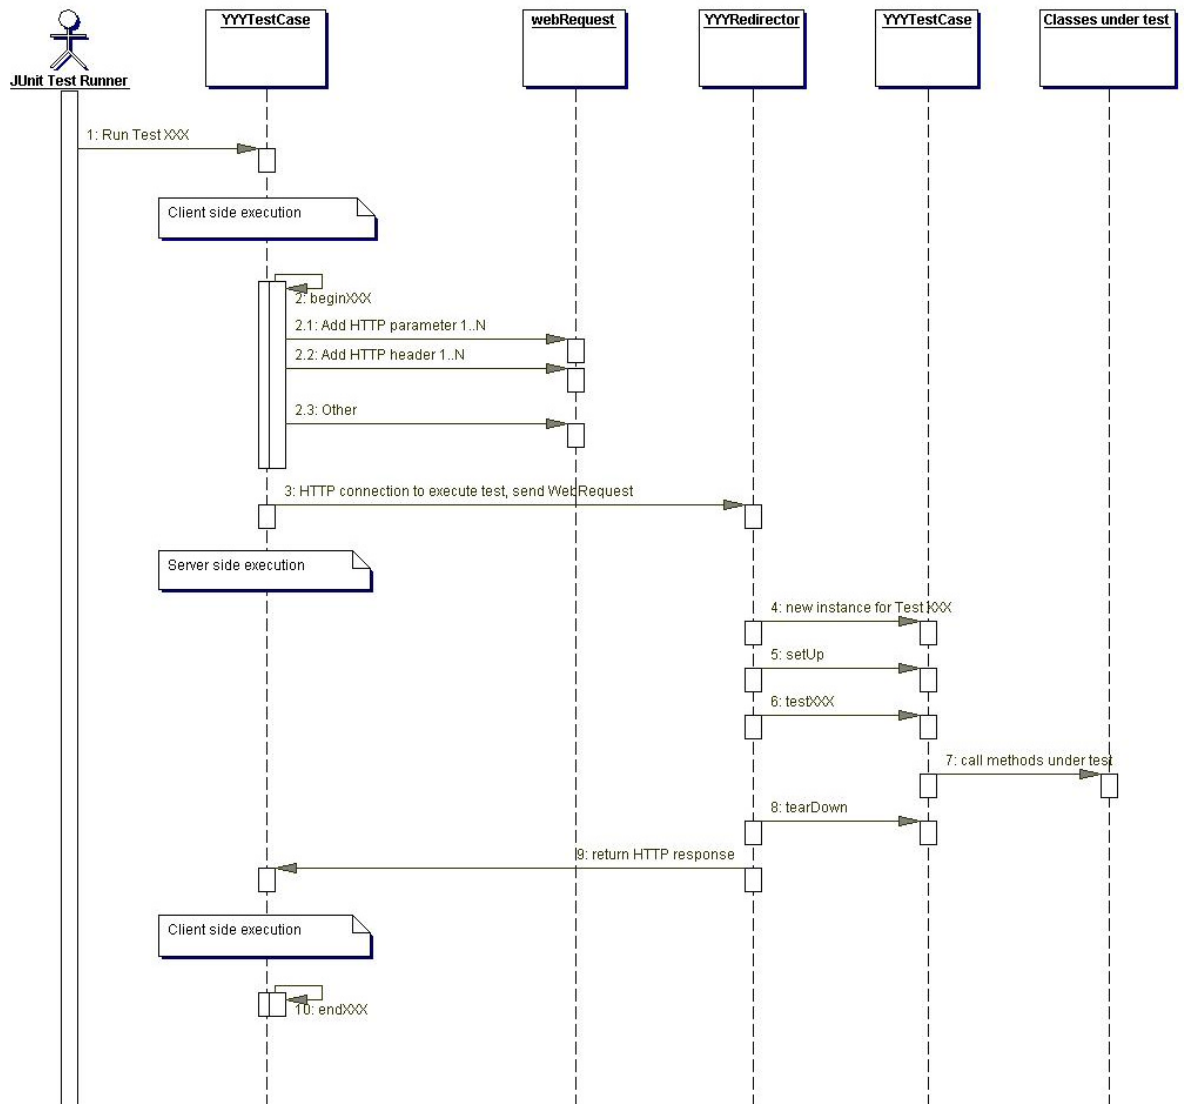 YYYTestCase
webRequest
YYYRedirector
YYYTestCase
Classes under test
JUnit Test Runner
1: Run Test XXX
Client side execution
2: beginXXX
2.1: Add HTTP parameter 1..N
2.2: Add HTTP header 1..N
2.3: Other
3: HTTP connection to execute test, send WebRequest
Server side execution
4: new instance for Test XXX
5: setUp
6: testXXX
7: call methods under test
8: tearDown
9: return HTTP response
Client side execution
10: endXXX